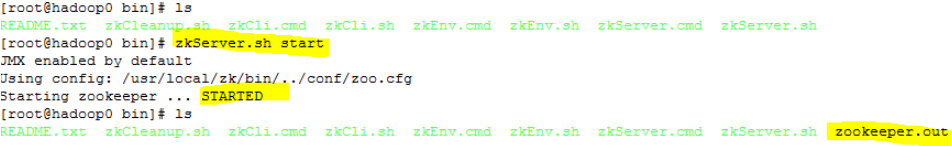 [root@hadoop0 bin]# ls
README.txt zkCleanup.sh zkCli.cmd zkCli.sh zkEnv.cmd zkEnv.sh zkServer.cmd zkServer.sh
[root@hadoop0 bin]# zkServer.sh start
JMX enabled by default
Using config: /usr/local/zk/bin/../conf/zoo.cfg
Starting zookeeper ... STARTED
[root@hadoop0 bin]# ls
README.txt zkCleanup.sh zkCli.cmd zkCli.sh zkEnv.cmd zkEnv.sh zkServer.cmd zkServer.sh zookeeper.out